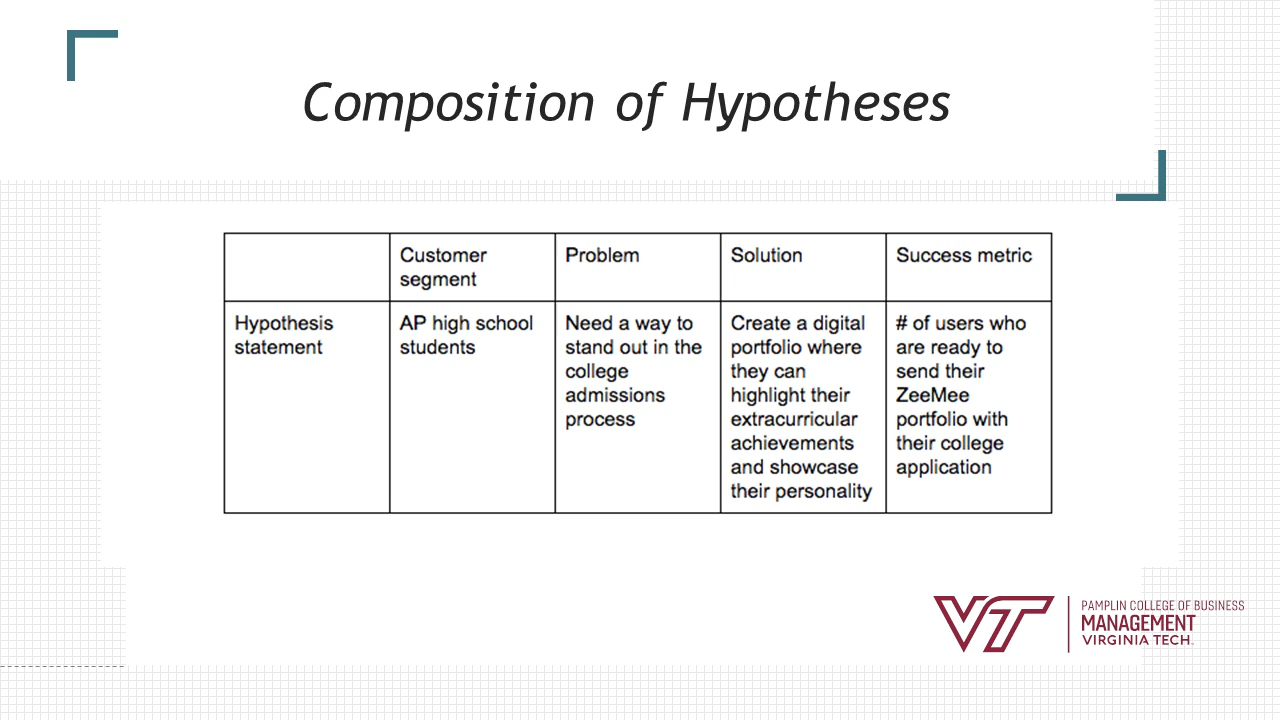 Composition of Hypotheses
Customer
segment
Problem
Solution
Success metric
Hypothesis
statement
AP high school
students
Need a way to
stand out in the
college
admissions
process
Create a digital
portfolio where
they can
highlight their
extracurricular
achievements
and showcase
their personality
# of users who
are ready to
send their
ZeeMee
portfolio with
their college
application
VT
PAMPLIN COLLEGE OF BUSINESS
MANAGEMENT
VIRGINIA TECH.